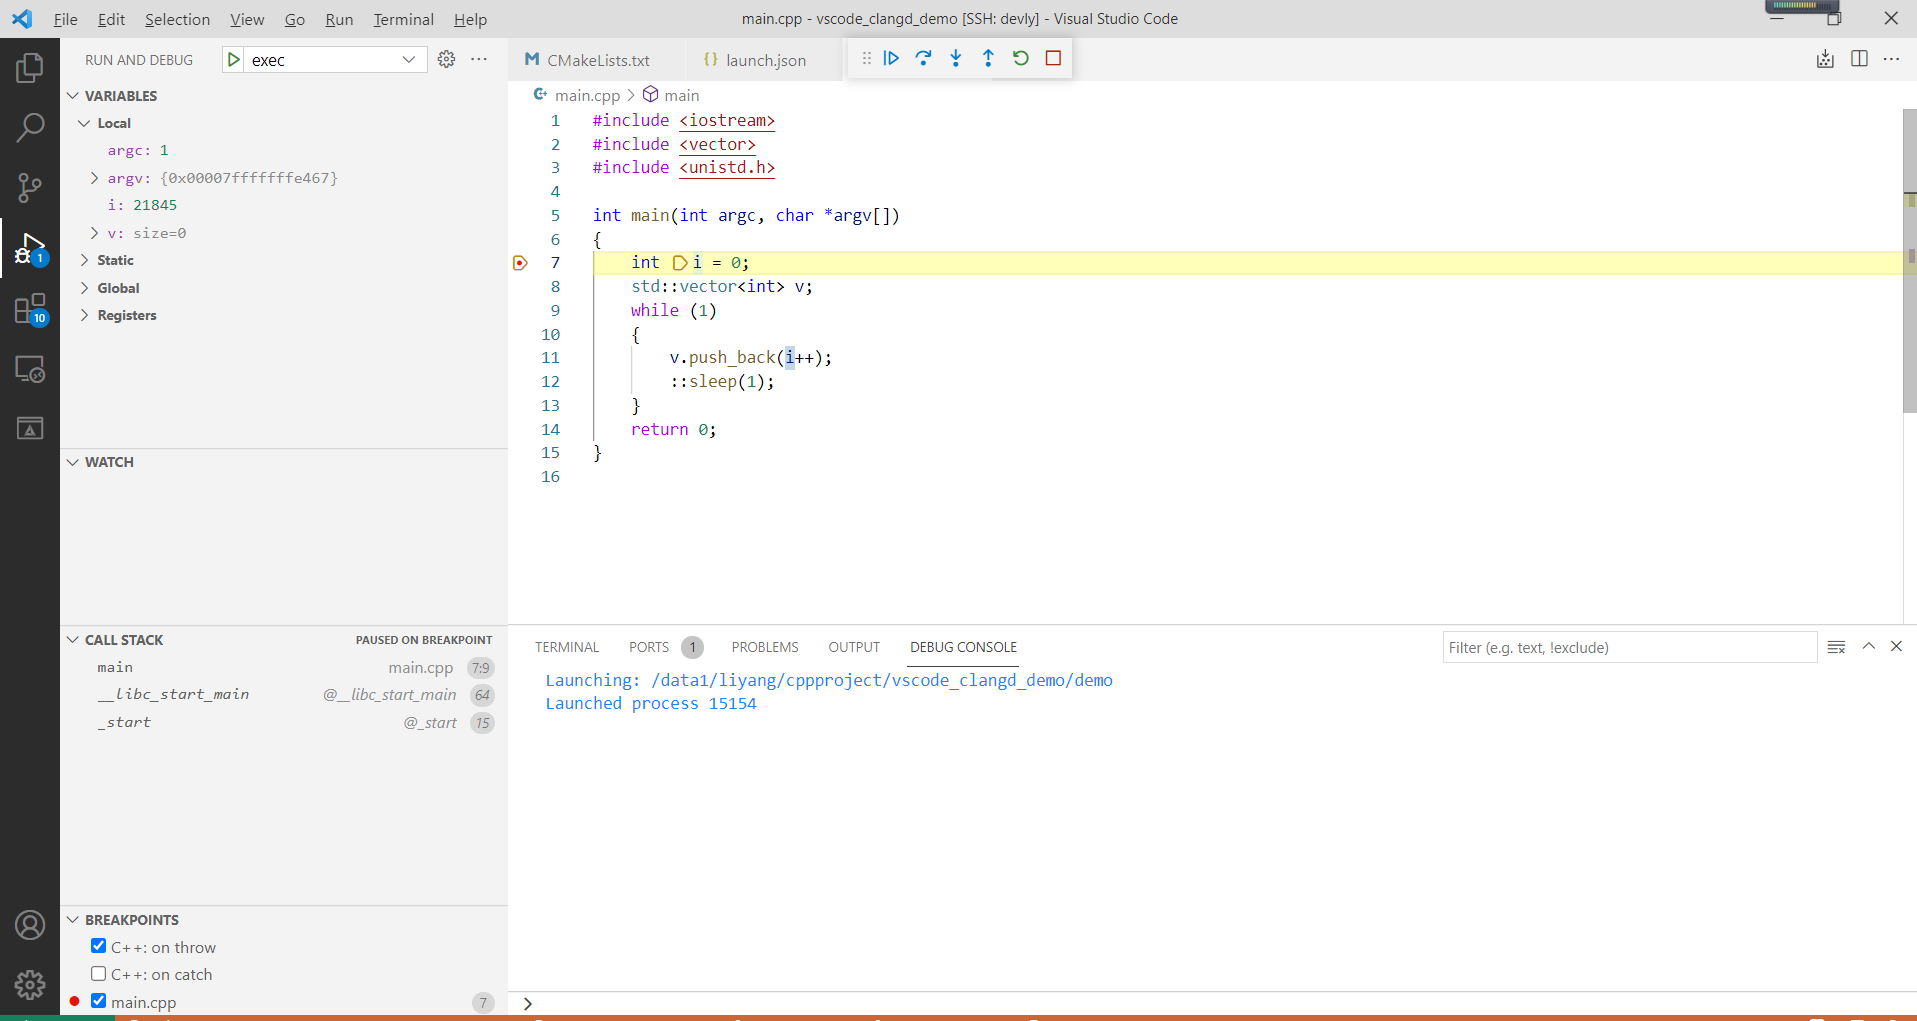 File Edit Selection View Go Run Terminal Help
main.cpp - vscode_clangd_demo [SSH: devly] - Visual Studio Code
RUN AND DEBUG
exec
VARIABLES
Local
argc: 1
argv: {0x00007fffffffe467}
i: 21845
v: size=0
Static
Global
Registers
1
10
WATCH
CALL STACK
PAUSED ON BREAKPOINT
main main.cpp 7:9
__libc_start_main @__libc_start_main 64
_start @_start 15
BREAKPOINTS
C++: on throw
C++: on catch
main.cpp 7
CMakeLists.txt
launch.json
main.cpp > main
1 #include <iostream>
2 #include <vector>
3 #include <unistd.h>
4
5 int main(int argc, char *argv[])
6 {
7 int i = 0;
8 std::vector<int> v;
9 while (1)
10 {
11 v.push_back(i++);
12 ::sleep(1);
13 }
14 return 0;
15 }
16
TERMINAL PORTS 1 PROBLEMS OUTPUT DEBUG CONSOLE
Filter (e.g. text, !exclude)
Launching: /data1/liyang/cppproject/vscode_clangd_demo/demo
Launched process 15154